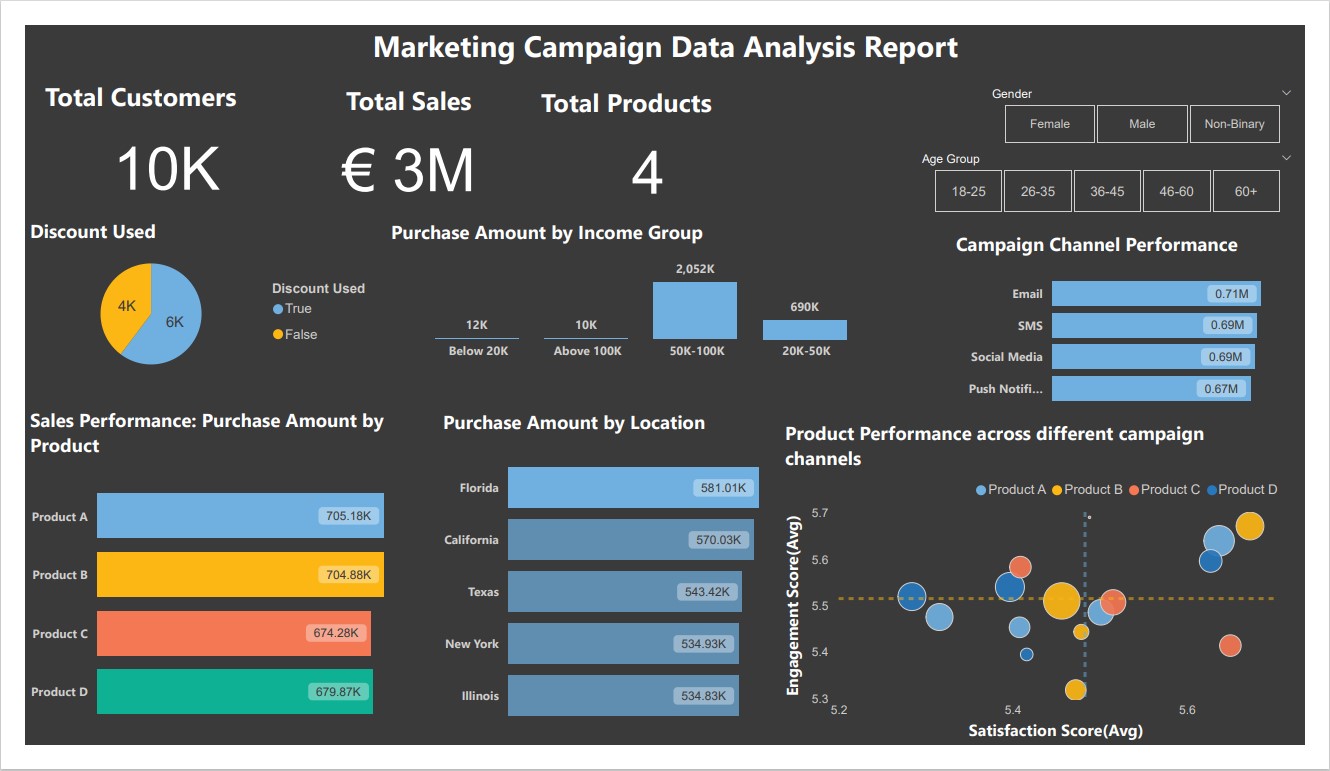 Marketing Campaign Data Analysis Report
Total Customers
10K
Total Sales
€ 3M
Total Products
4
Gender
Female
Male
Non-Binary
Age Group
18-25
26-35
36-45
46-60
60+
Discount Used
4K
6K
Discount Used
True
False
Purchase Amount by Income Group
12K
10K
2,052K
690K
Below 20K
Above 100K
50K-100K
20K-50K
Campaign Channel Performance
Email
0.71M
SMS
0.69M
Social Media
0.69M
Push Notifi...
0.67M
Sales Performance: Purchase Amount by
Product
Product A
705.18K
Product B
704.88K
Product C
674.28K
Product D
679.87K
Purchase Amount by Location
Florida
581.01K
California
570.03K
Texas
543.42K
New York
534.93K
Illinois
534.83K
Product Performance across different campaign
channels
Product A
Product B
Product C
Product D
Engagement Score(Avg)
5.7
5.6
5.5
5.4
5.3
5.2
5.4
5.6
Satisfaction Score(Avg)